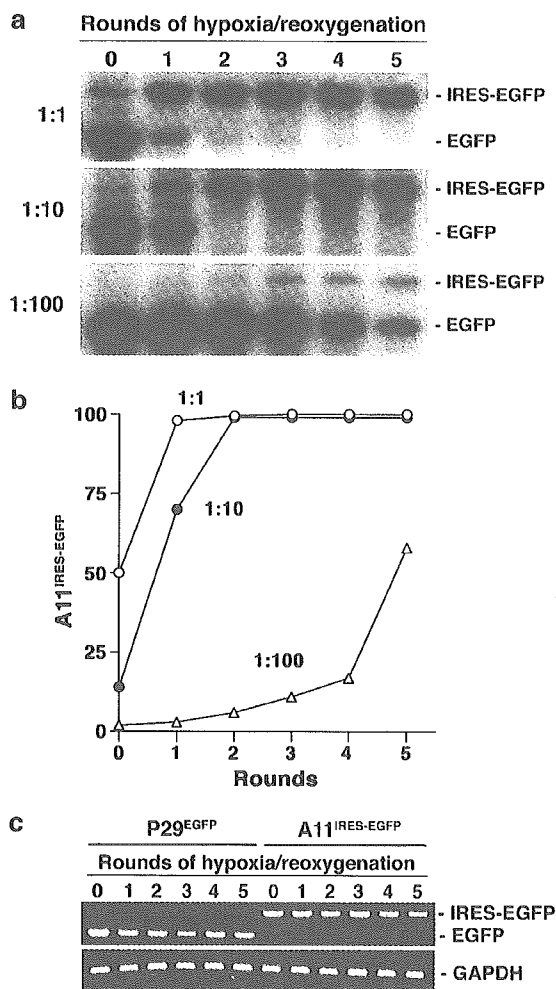 a
Rounds of hypoxia/reoxygenation
0 1 2 3 4 5
1:1
- IRES-EGFP
- EGFP
1:10
- IRES-EGFP
- EGFP
1:100
- IRES-EGFP
- EGFP
b
1:1
1:10
1:100
100
75
50
25
0
A11IRES-EGFP
0 1 2 3 4 5
Rounds
c
P29EGFP A11IRES-EGFP
Rounds of hypoxia/reoxygenation
0 1 2 3 4 5 0 1 2 3 4 5
- IRES-EGFP
- EGFP
- GAPDH